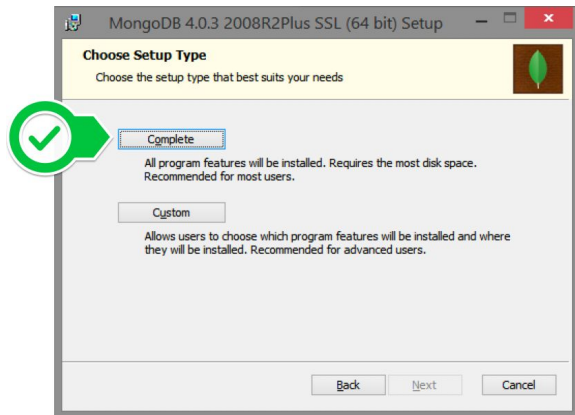 MongoDB 4.0.3 2008R2Plus SSL (64 bit) Setup
Choose Setup Type
Choose the setup type that best suits your needs
Complete
All program features will be installed. Requires the most disk space.
Recommended for most users.
Custom
Allows users to choose which program features will be installed and where
they will be installed. Recommended for advanced users.
Back Next Cancel